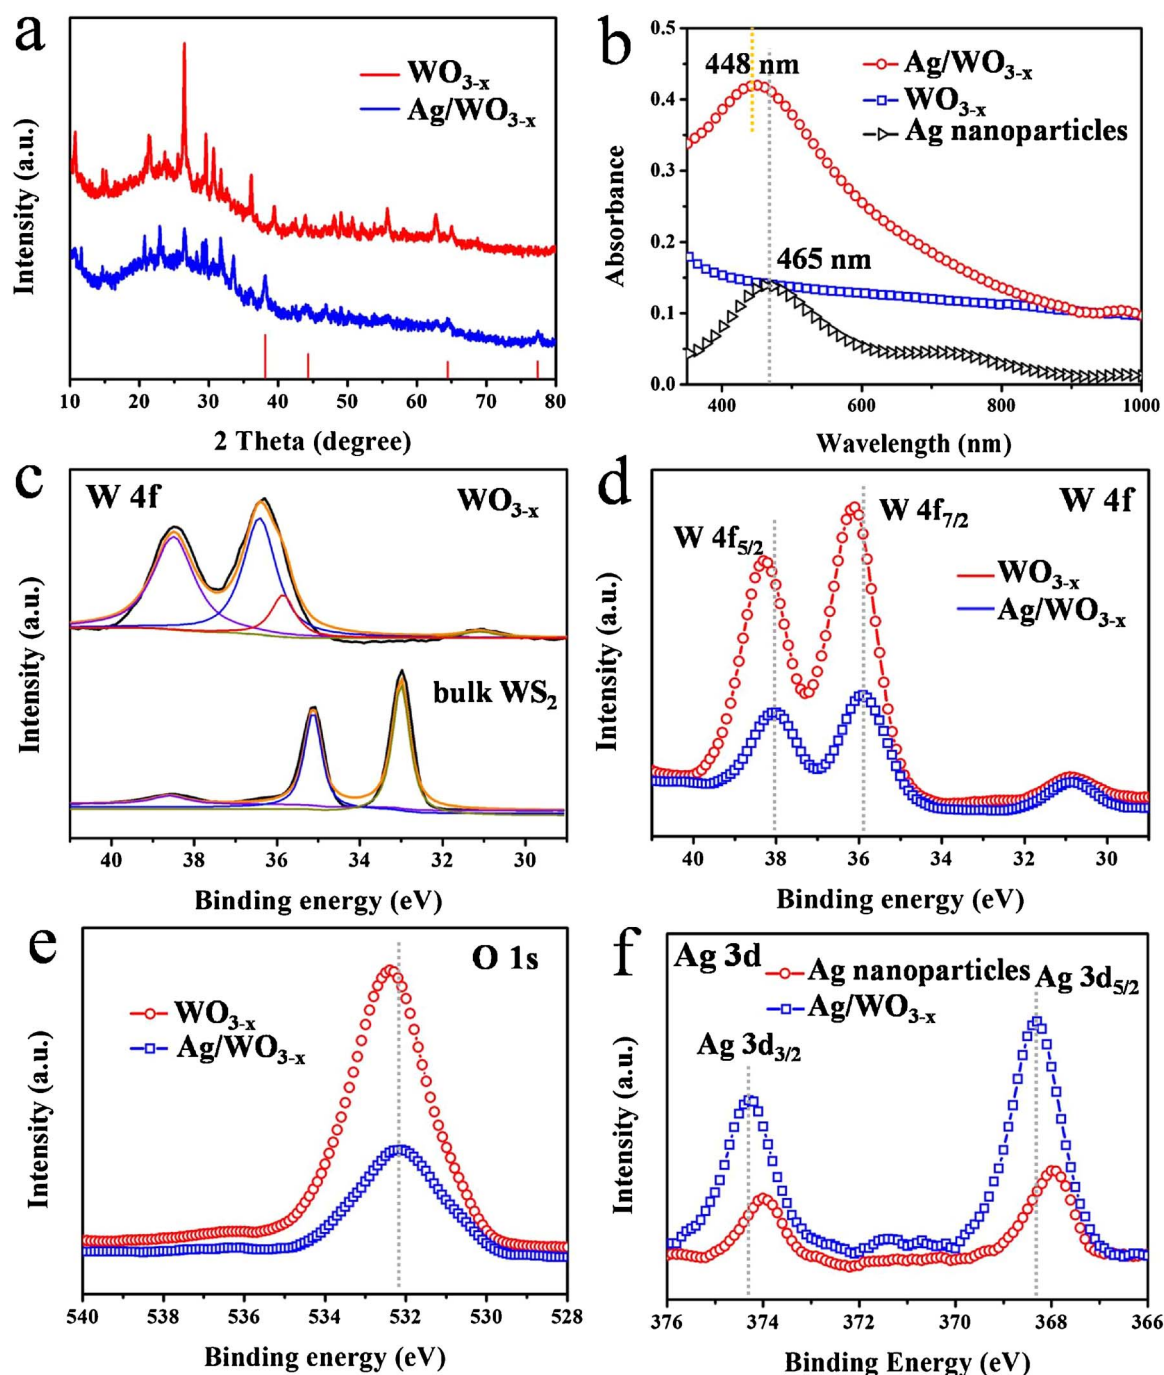 a
WO3-x
Ag/WO3-x
Intensity (a.u.)
10 20 30 40 50 60 70 80
2 Theta (degree)
b
448 nm
Ag/WO3-x
WO3-x
Ag nanoparticles
465 nm
Absorbance
0.5
0.4
0.3
0.2
0.1
0.0
400 600 800 1000
Wavelength (nm)
c
W 4f
WO3-x
bulk WS2
Intensity (a.u.)
40 38 36 34 32 30
Binding energy (eV)
d
W 4f5/2
W 4f7/2
W 4f
WO3-x
Ag/WO3-x
Intensity (a.u.)
40 38 36 34 32 30
Binding energy (eV)
e
O 1s
WO3-x
Ag/WO3-x
Intensity (a.u.)
540 538 536 534 532 530 528
Binding energy (eV)
f
Ag 3d
Ag nanoparticles
Ag/WO3-x
Ag 3d5/2
Ag 3d3/2
Intensity (a.u.)
376 374 372 370 368 366
Binding Energy (eV)